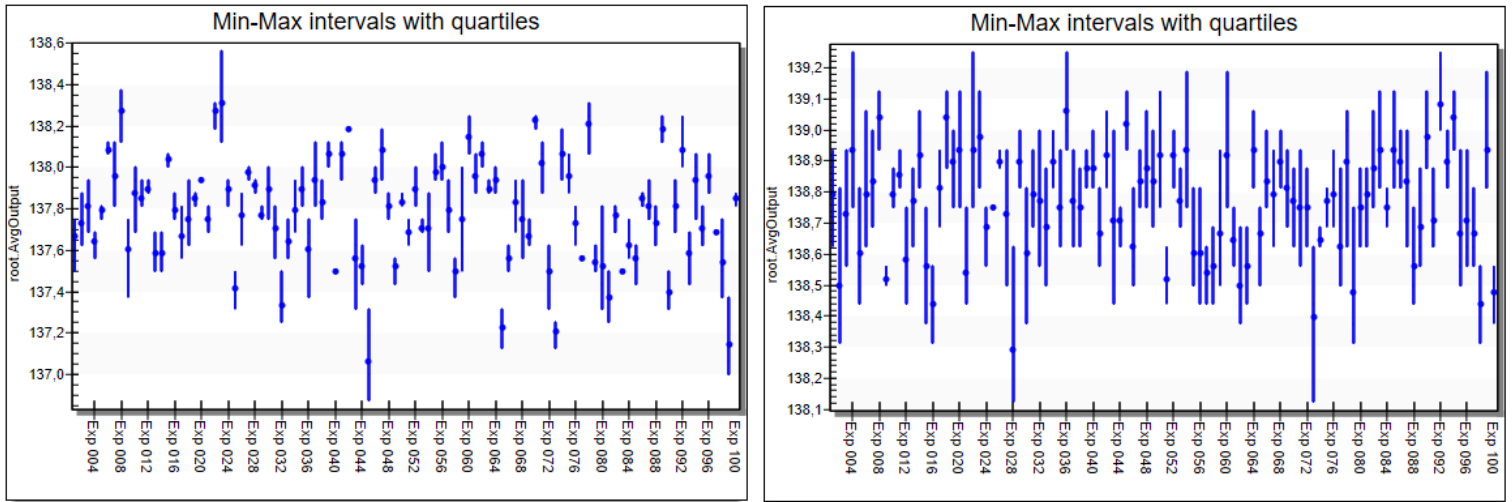 Min-Max intervals with quartiles
138,6
138,4
138,2
138,0
137,8
137,6
137,4
137,2
137,0
root.AvgOutput
Exp 004
Exp 008
Exp 012
Exp 016
Exp 020
Exp 024
Exp 028
Exp 032
Exp 036
Exp 040
Exp 044
Exp 048
Exp 052
Exp 056
Exp 060
Exp 064
Exp 068
Exp 072
Exp 076
Exp 080
Exp 084
Exp 088
Exp 092
Exp 096
Exp 100
Min-Max intervals with quartiles
139,2
139,1
139,0
138,9
138,8
138,7
138,6
138,5
138,4
138,3
138,2
138,1
root.AvgOutput
Exp 004
Exp 008
Exp 012
Exp 016
Exp 020
Exp 024
Exp 028
Exp 032
Exp 036
Exp 040
Exp 044
Exp 048
Exp 052
Exp 056
Exp 060
Exp 064
Exp 068
Exp 072
Exp 076
Exp 080
Exp 084
Exp 088
Exp 092
Exp 096
Exp 100